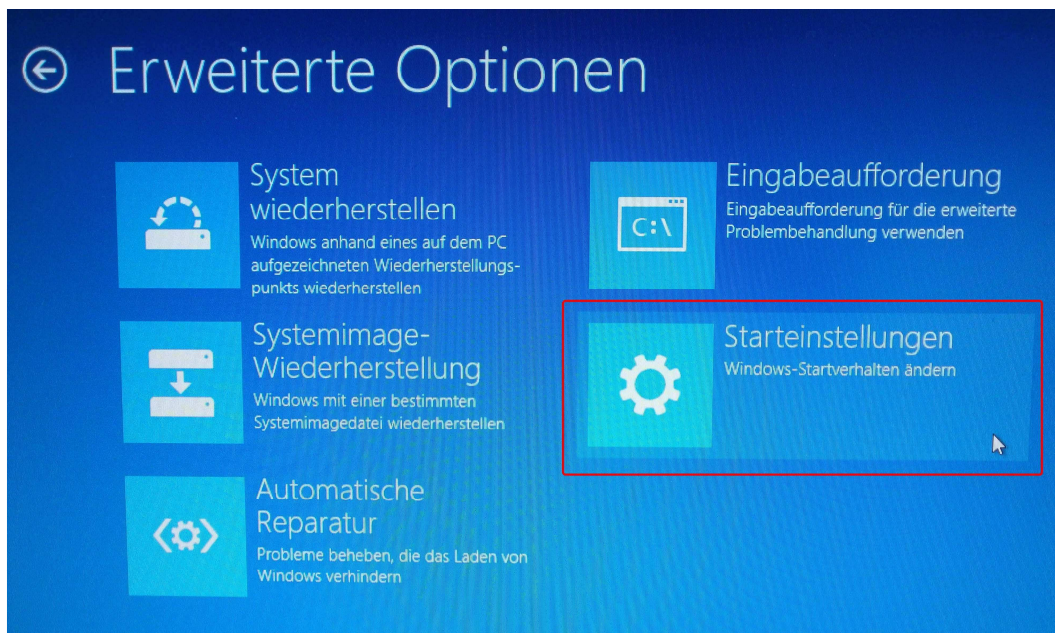 Erweiterte Optionen
System
wiederherstellen
Windows anhand eines auf dem PC
aufgezeichneten Wiederherstellungs-
punkts wiederherstellen
Systemimage-
Wiederherstellung
Windows mit einer bestimmten
Systemimagedatei wiederherstellen
Automatische
Reparatur
Probleme beheben, die das Laden von
Windows verhindern
Eingabeaufforderung
Eingabeaufforderung für die erweiterte
Problembehandlung verwenden
C:\
Starteinstellungen
Windows-Startverhalten ändern